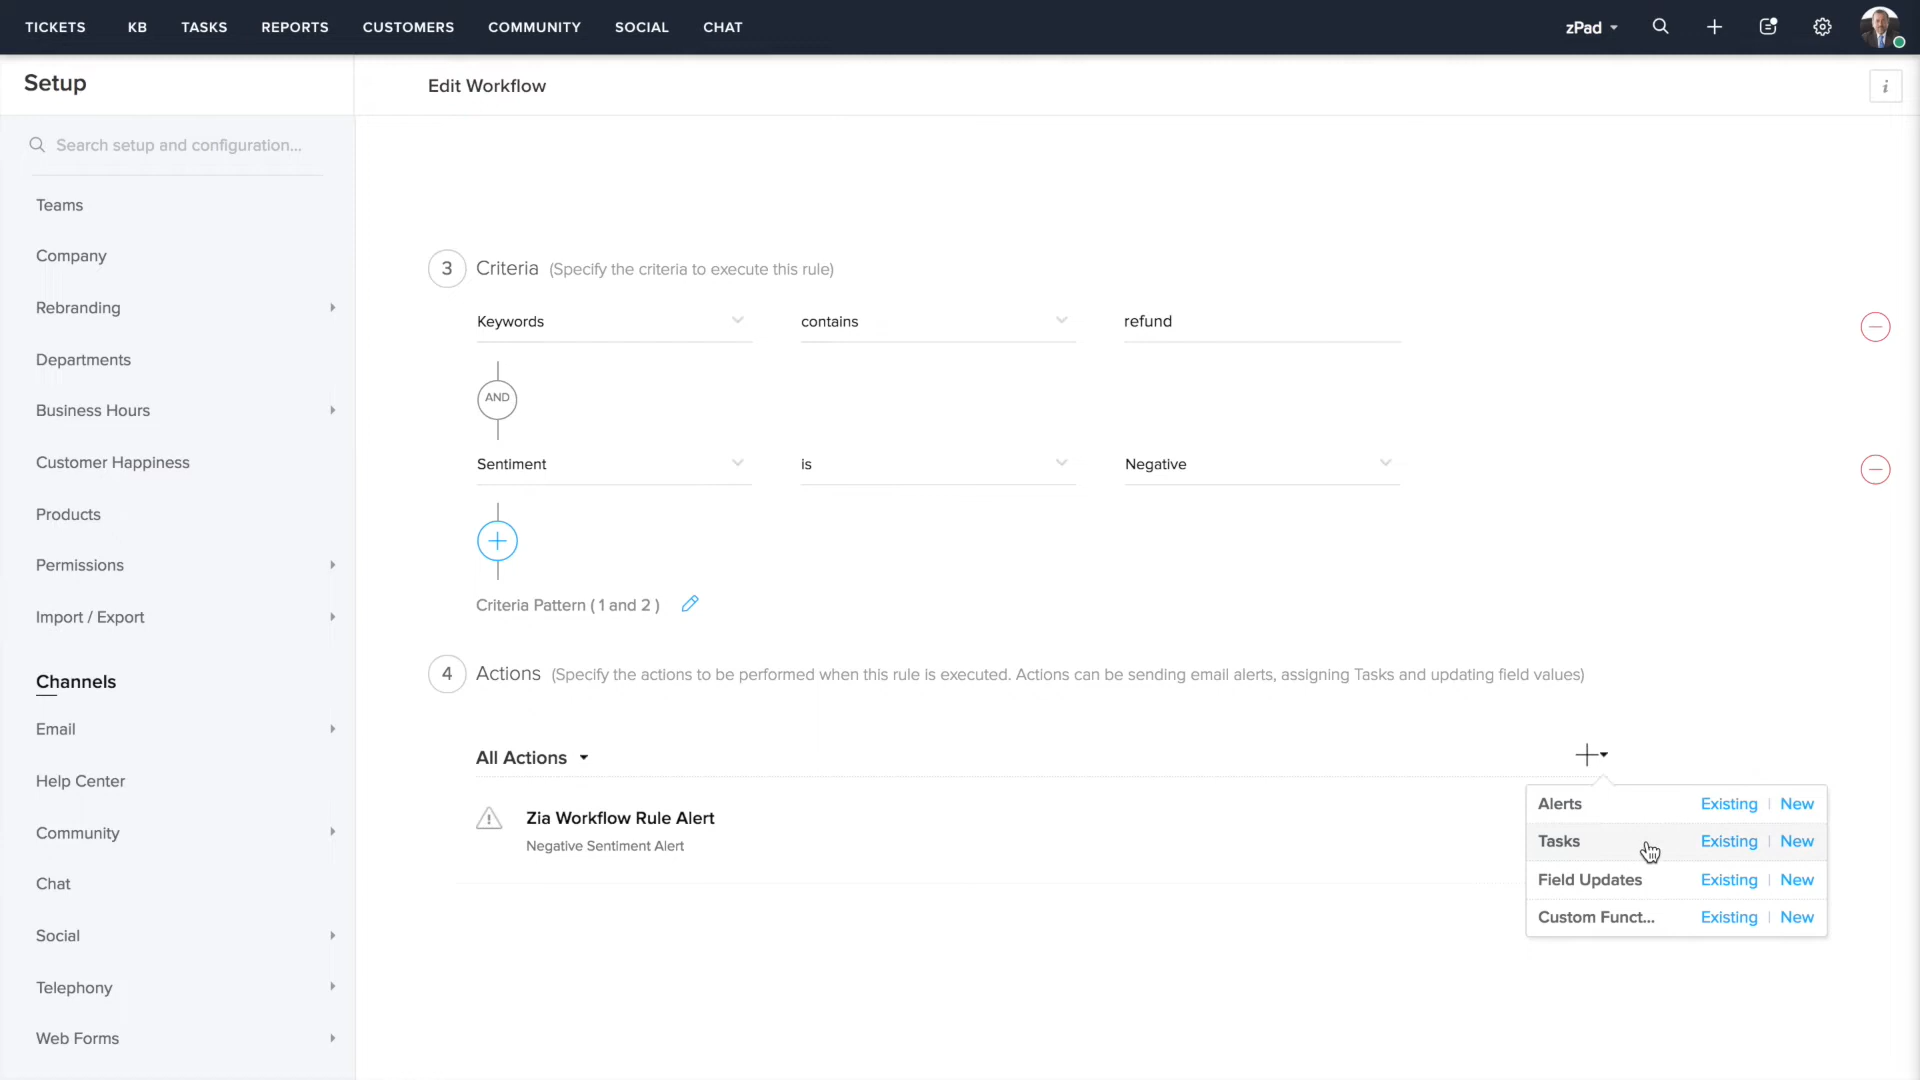 TICKETS KB TASKS REPORTS CUSTOMERS COMMUNITY SOCIAL CHAT zPad
Setup
Edit Workflow
i
Search setup and configuration...
Teams
Company
Rebranding
Departments
Business Hours
Customer Happiness
Products
Permissions
Import / Export
Channels
Email
Help Center
Community
Chat
Social
Telephony
Web Forms
3 Criteria (Specify the criteria to execute this rule)
Keywords contains refund
AND
Sentiment is Negative
Criteria Pattern ( 1 and 2 )
4 Actions (Specify the actions to be performed when this rule is executed. Actions can be sending email alerts, assigning Tasks and updating field values)
All Actions
Zia Workflow Rule Alert
Negative Sentiment Alert
Alerts Existing | New
Tasks Existing | New
Field Updates Existing | New
Custom Funct... Existing | New